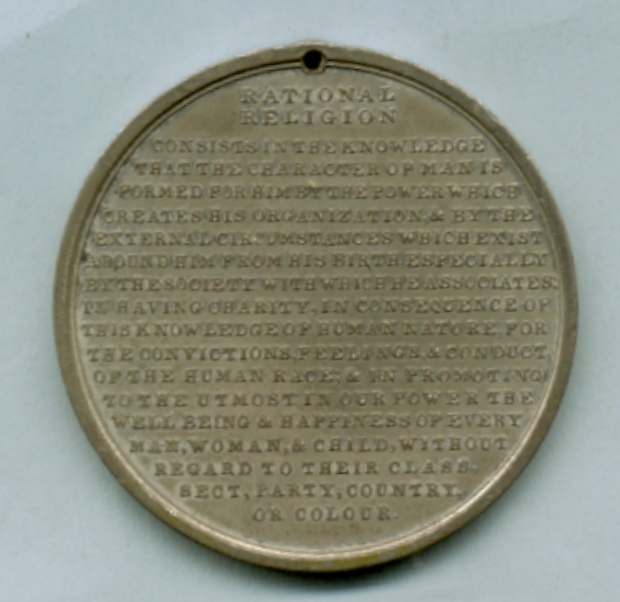 RATIONAL
RELIGION
CONSISTS IN THE KNOWLEDGE
THAT THE CHARACTER OF MAN IS
FORMED FOR HIM BY THE POWER WHICH
CREATES HIS ORGANIZATION, & BY THE
EXTERNAL CIRCUMSTANCES WHICH EXIST
AROUND HIM FROM HIS BIRTH ESPECIALLY
BY THE SOCIETY WITH WHICH HE ASSOCIATES:
IN HAVING CHARITY, IN CONSEQUENCE OF
THIS KNOWLEDGE OF HUMAN NATURE, FOR
THE CONVICTIONS, FEELINGS, & CONDUCT,
OF THE HUMAN RACE; & IN PROMOTING
TO THE UTMOST IN OUR POWER THE
WELL BEING & HAPPINESS OF EVERY
MAN, WOMAN, & CHILD, WITHOUT
REGARD TO THEIR CLASS,
SECT, PARTY, COUNTRY,
OR COLOUR.